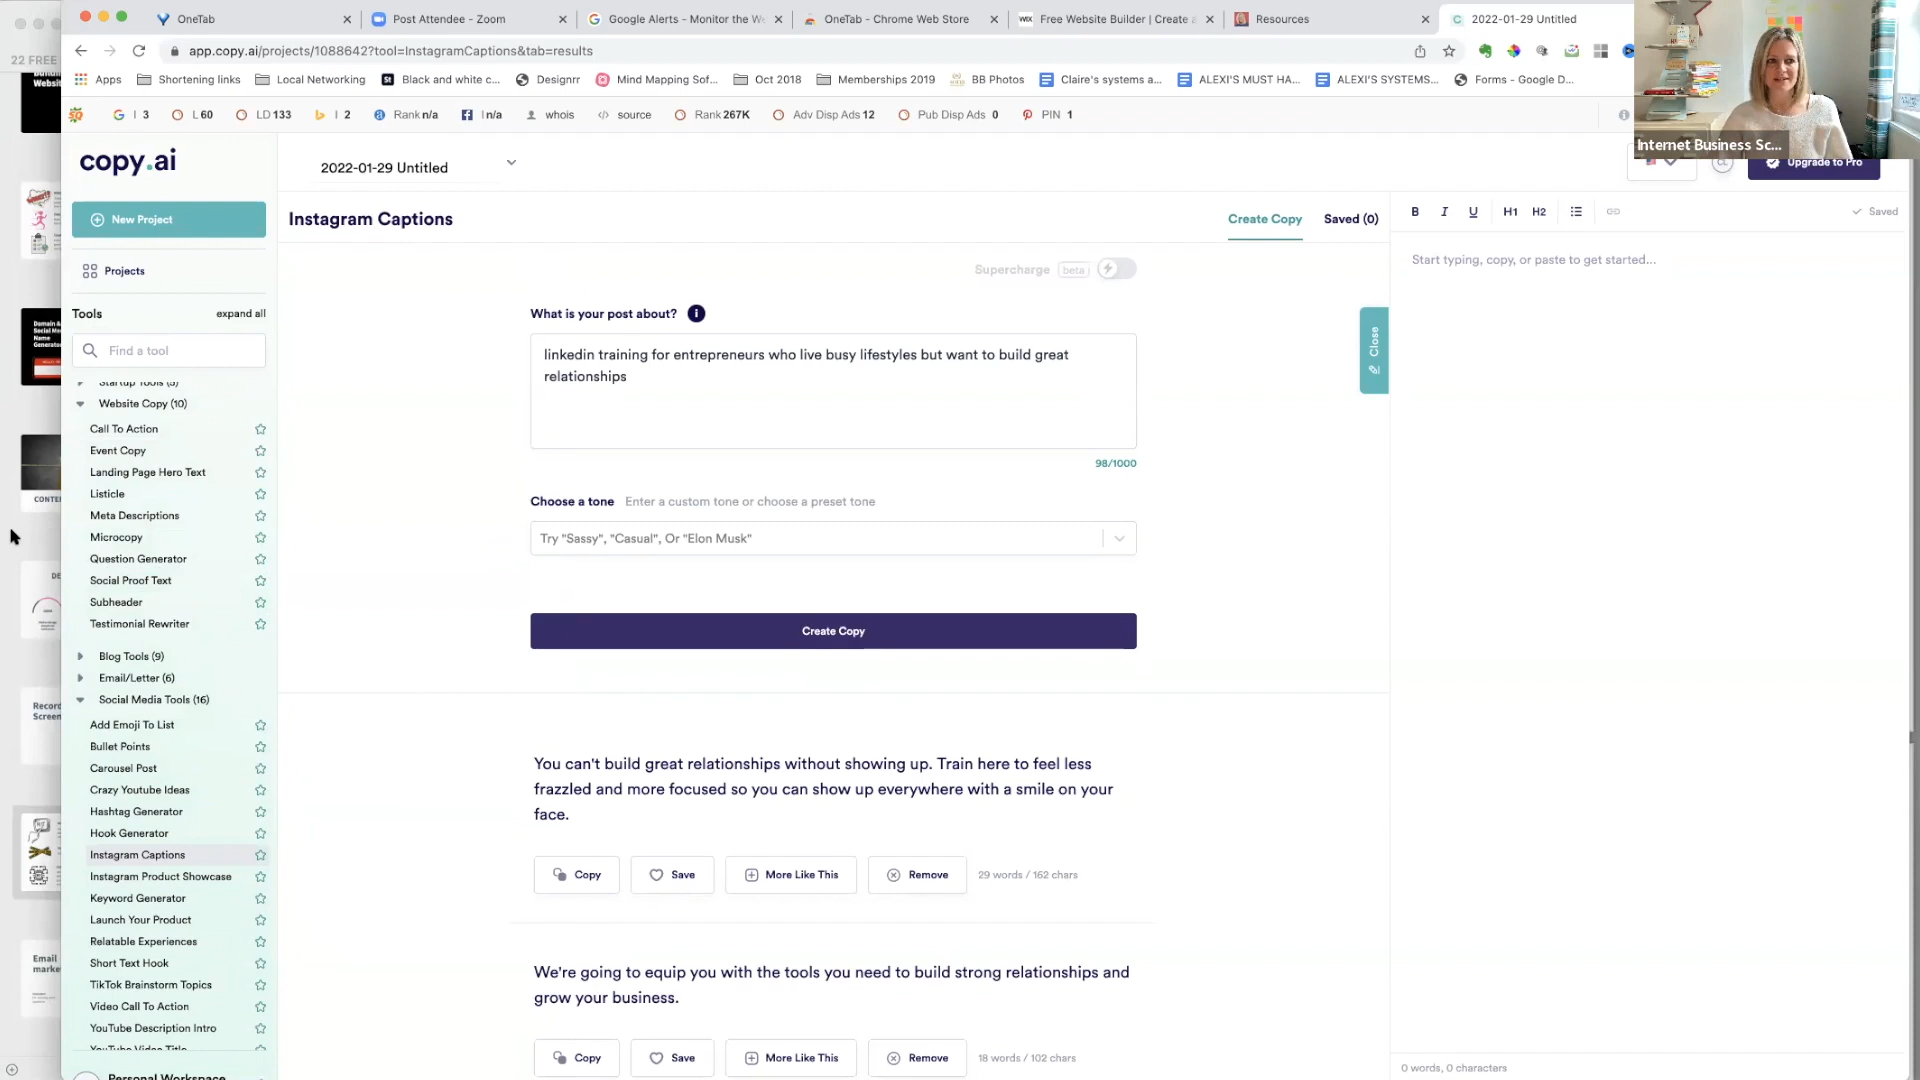 OneTab
Post Attendee - Zoom
Google Alerts - Monitor the W
OneTab - Chrome Web Store
Free Website Builder | Create a
Resources
2022-01-29 Untitled
22 FREE
app.copy.ai/projects/1088642?tool=InstagramCaptions&tab=results
Apps
Shortening links
Local Networking
Black and white c...
Designrr
Mind Mapping Sof...
Oct 2018
Memberships 2019
BB Photos
Claire's systems a...
ALEXI'S MUST HA...
ALEXI'S SYSTEMS...
Forms - Google D...
I 3
L 60
LD 133
I 2
Rank n/a
I n/a
whois
source
Rank 267K
Adv Disp Ads 12
Pub Disp Ads 0
PIN 1
Internet Business Sc...
copy.ai
2022-01-29 Untitled
Upgrade to Pro
New Project
Instagram Captions
Create Copy
Saved (0)
B I U H1 H2
Saved
Projects
Supercharge beta
Start typing, copy, or paste to get started...
Tools
expand all
Find a tool
What is your post about?
linkedin training for entrepreneurs who live busy lifestyles but want to build great
relationships
98/1000
Close
Choose a tone
Enter a custom tone or choose a preset tone
Try "Sassy", "Casual", Or "Elon Musk"
Create Copy
Startup Tools (5)
Website Copy (10)
Call To Action
Event Copy
Landing Page Hero Text
Listicle
Meta Descriptions
Microcopy
Question Generator
Social Proof Text
Subheader
Testimonial Rewriter
Blog Tools (9)
Email/Letter (6)
Social Media Tools (16)
Add Emoji To List
Bullet Points
Carousel Post
Crazy Youtube Ideas
Hashtag Generator
Hook Generator
Instagram Captions
Instagram Product Showcase
Keyword Generator
Launch Your Product
Relatable Experiences
Short Text Hook
TikTok Brainstorm Topics
Video Call To Action
YouTube Description Intro
YouTube Video Title
Personal Workspace
You can't build great relationships without showing up. Train here to feel less
frazzled and more focused so you can show up everywhere with a smile on your
face.
Copy
Save
More Like This
Remove
29 words / 162 chars
We're going to equip you with the tools you need to build strong relationships and
grow your business.
Copy
Save
More Like This
Remove
18 words / 102 chars
0 words, 0 characters